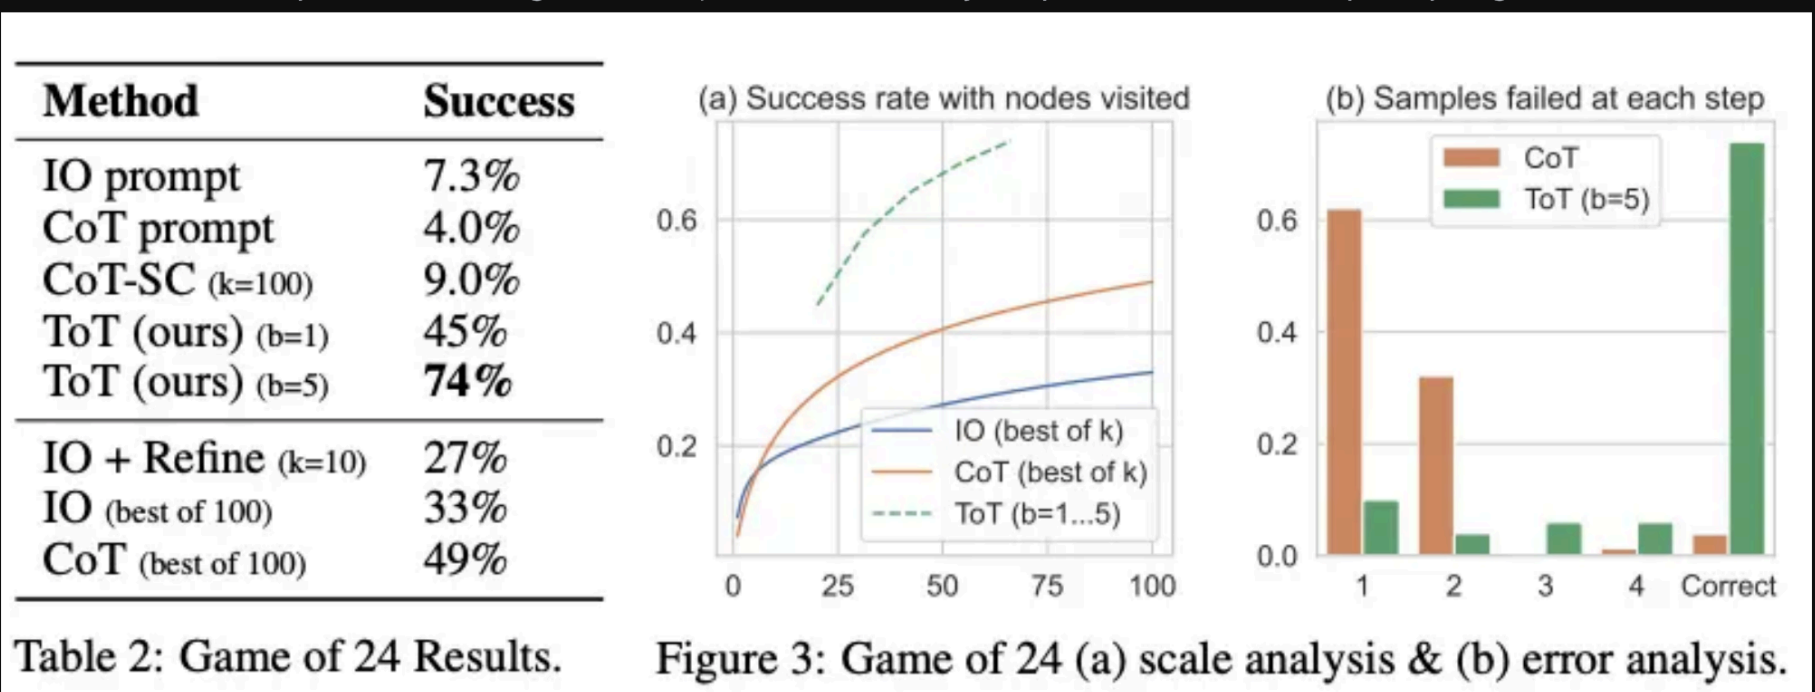 Method Success
IO prompt 7.3%
CoT prompt 4.0%
CoT-SC (k=100) 9.0%
ToT (ours) (b=1) 45%
ToT (ours) (b=5) 74%
IO + Refine (k=10) 27%
IO (best of 100) 33%
CoT (best of 100) 49%
Table 2: Game of 24 Results.
(a) Success rate with nodes visited
0.6
0.4
0.2
IO (best of k)
CoT (best of k)
ToT (b=1...5)
0 25 50 75 100
(b) Samples failed at each step
CoT
ToT (b=5)
0.6
0.4
0.2
0.0
1 2 3 4 Correct
Figure 3: Game of 24 (a) scale analysis & (b) error analysis.